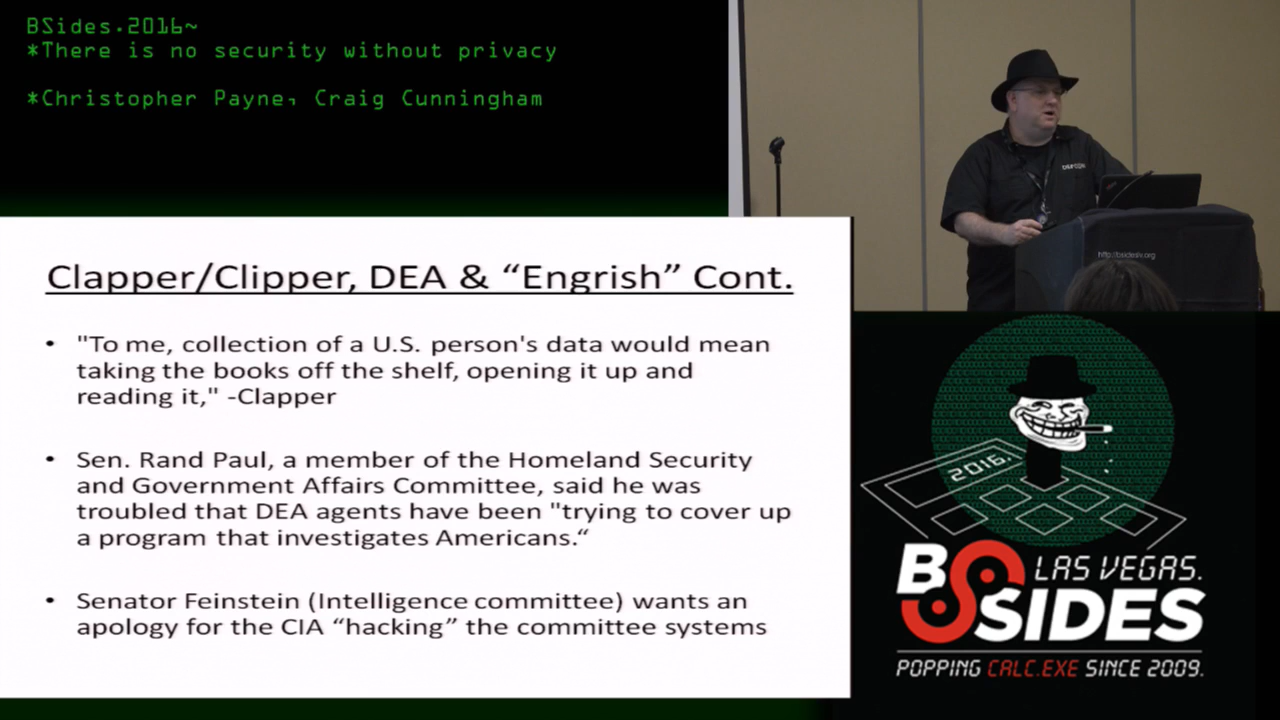 BSides.2016~
*There is no security without privacy
*Christopher Payne, Craig Cunningham
DEFCON
http://bsideslv.org
Clapper/Clipper, DEA & “Engrish” Cont.
• "To me, collection of a U.S. person's data would mean
taking the books off the shelf, opening it up and
reading it," -Clapper
• Sen. Rand Paul, a member of the Homeland Security
and Government Affairs Committee, said he was
troubled that DEA agents have been "trying to cover up
a program that investigates Americans.“
• Senator Feinstein (Intelligence committee) wants an
apology for the CIA “hacking” the committee systems
2016.
BSIDES
LAS VEGAS.
POPPING CALC.EXE SINCE 2009.